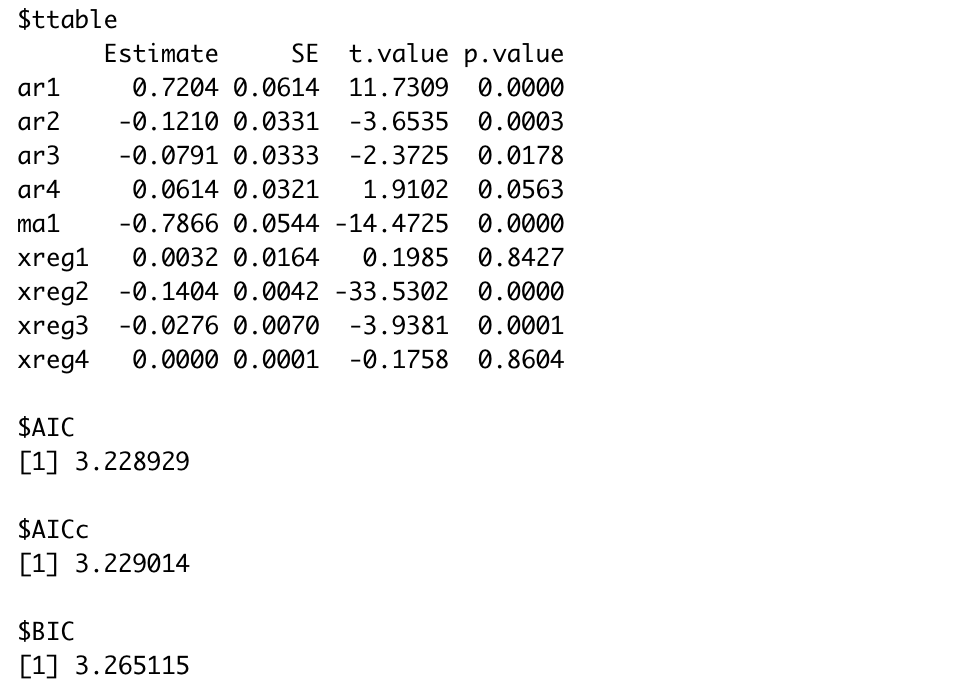 $ttable
      Estimate     SE  t.value p.value
ar1     0.7204 0.0614  11.7309  0.0000
ar2    -0.1210 0.0331  -3.6535  0.0003
ar3    -0.0791 0.0333  -2.3725  0.0178
ar4     0.0614 0.0321   1.9102  0.0563
ma1    -0.7866 0.0544 -14.4725  0.0000
xreg1   0.0032 0.0164   0.1985  0.8427
xreg2  -0.1404 0.0042 -33.5302  0.0000
xreg3  -0.0276 0.0070  -3.9381  0.0001
xreg4   0.0000 0.0001  -0.1758  0.8604
$AIC
[1] 3.228929
$AICc
[1] 3.229014
$BIC
[1] 3.265115